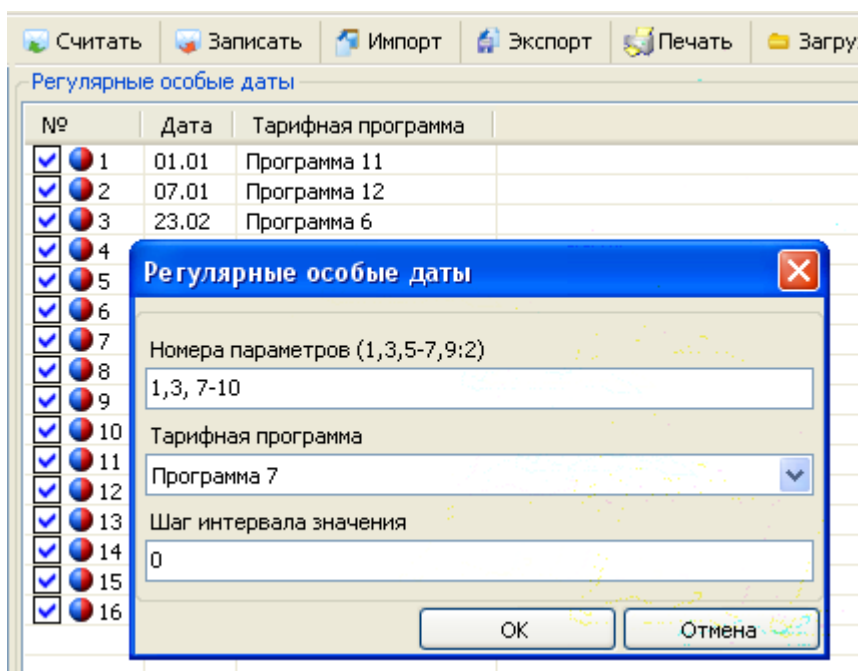 Считать Записать Импорт Экспорт Печать Загру
Регулярные особые даты
№ Дата Тарифная программа
1 01.01 Программа 11
2 07.01 Программа 12
3 23.02 Программа 6
4
Регулярные особые даты
5
6
7
Номера параметров (1,3,5-7,9:2)
8
1,3, 7-10
9
10
Тарифная программа
11
Программа 7
12
13
Шаг интервала значения
14
0
15
16
OK Отмена